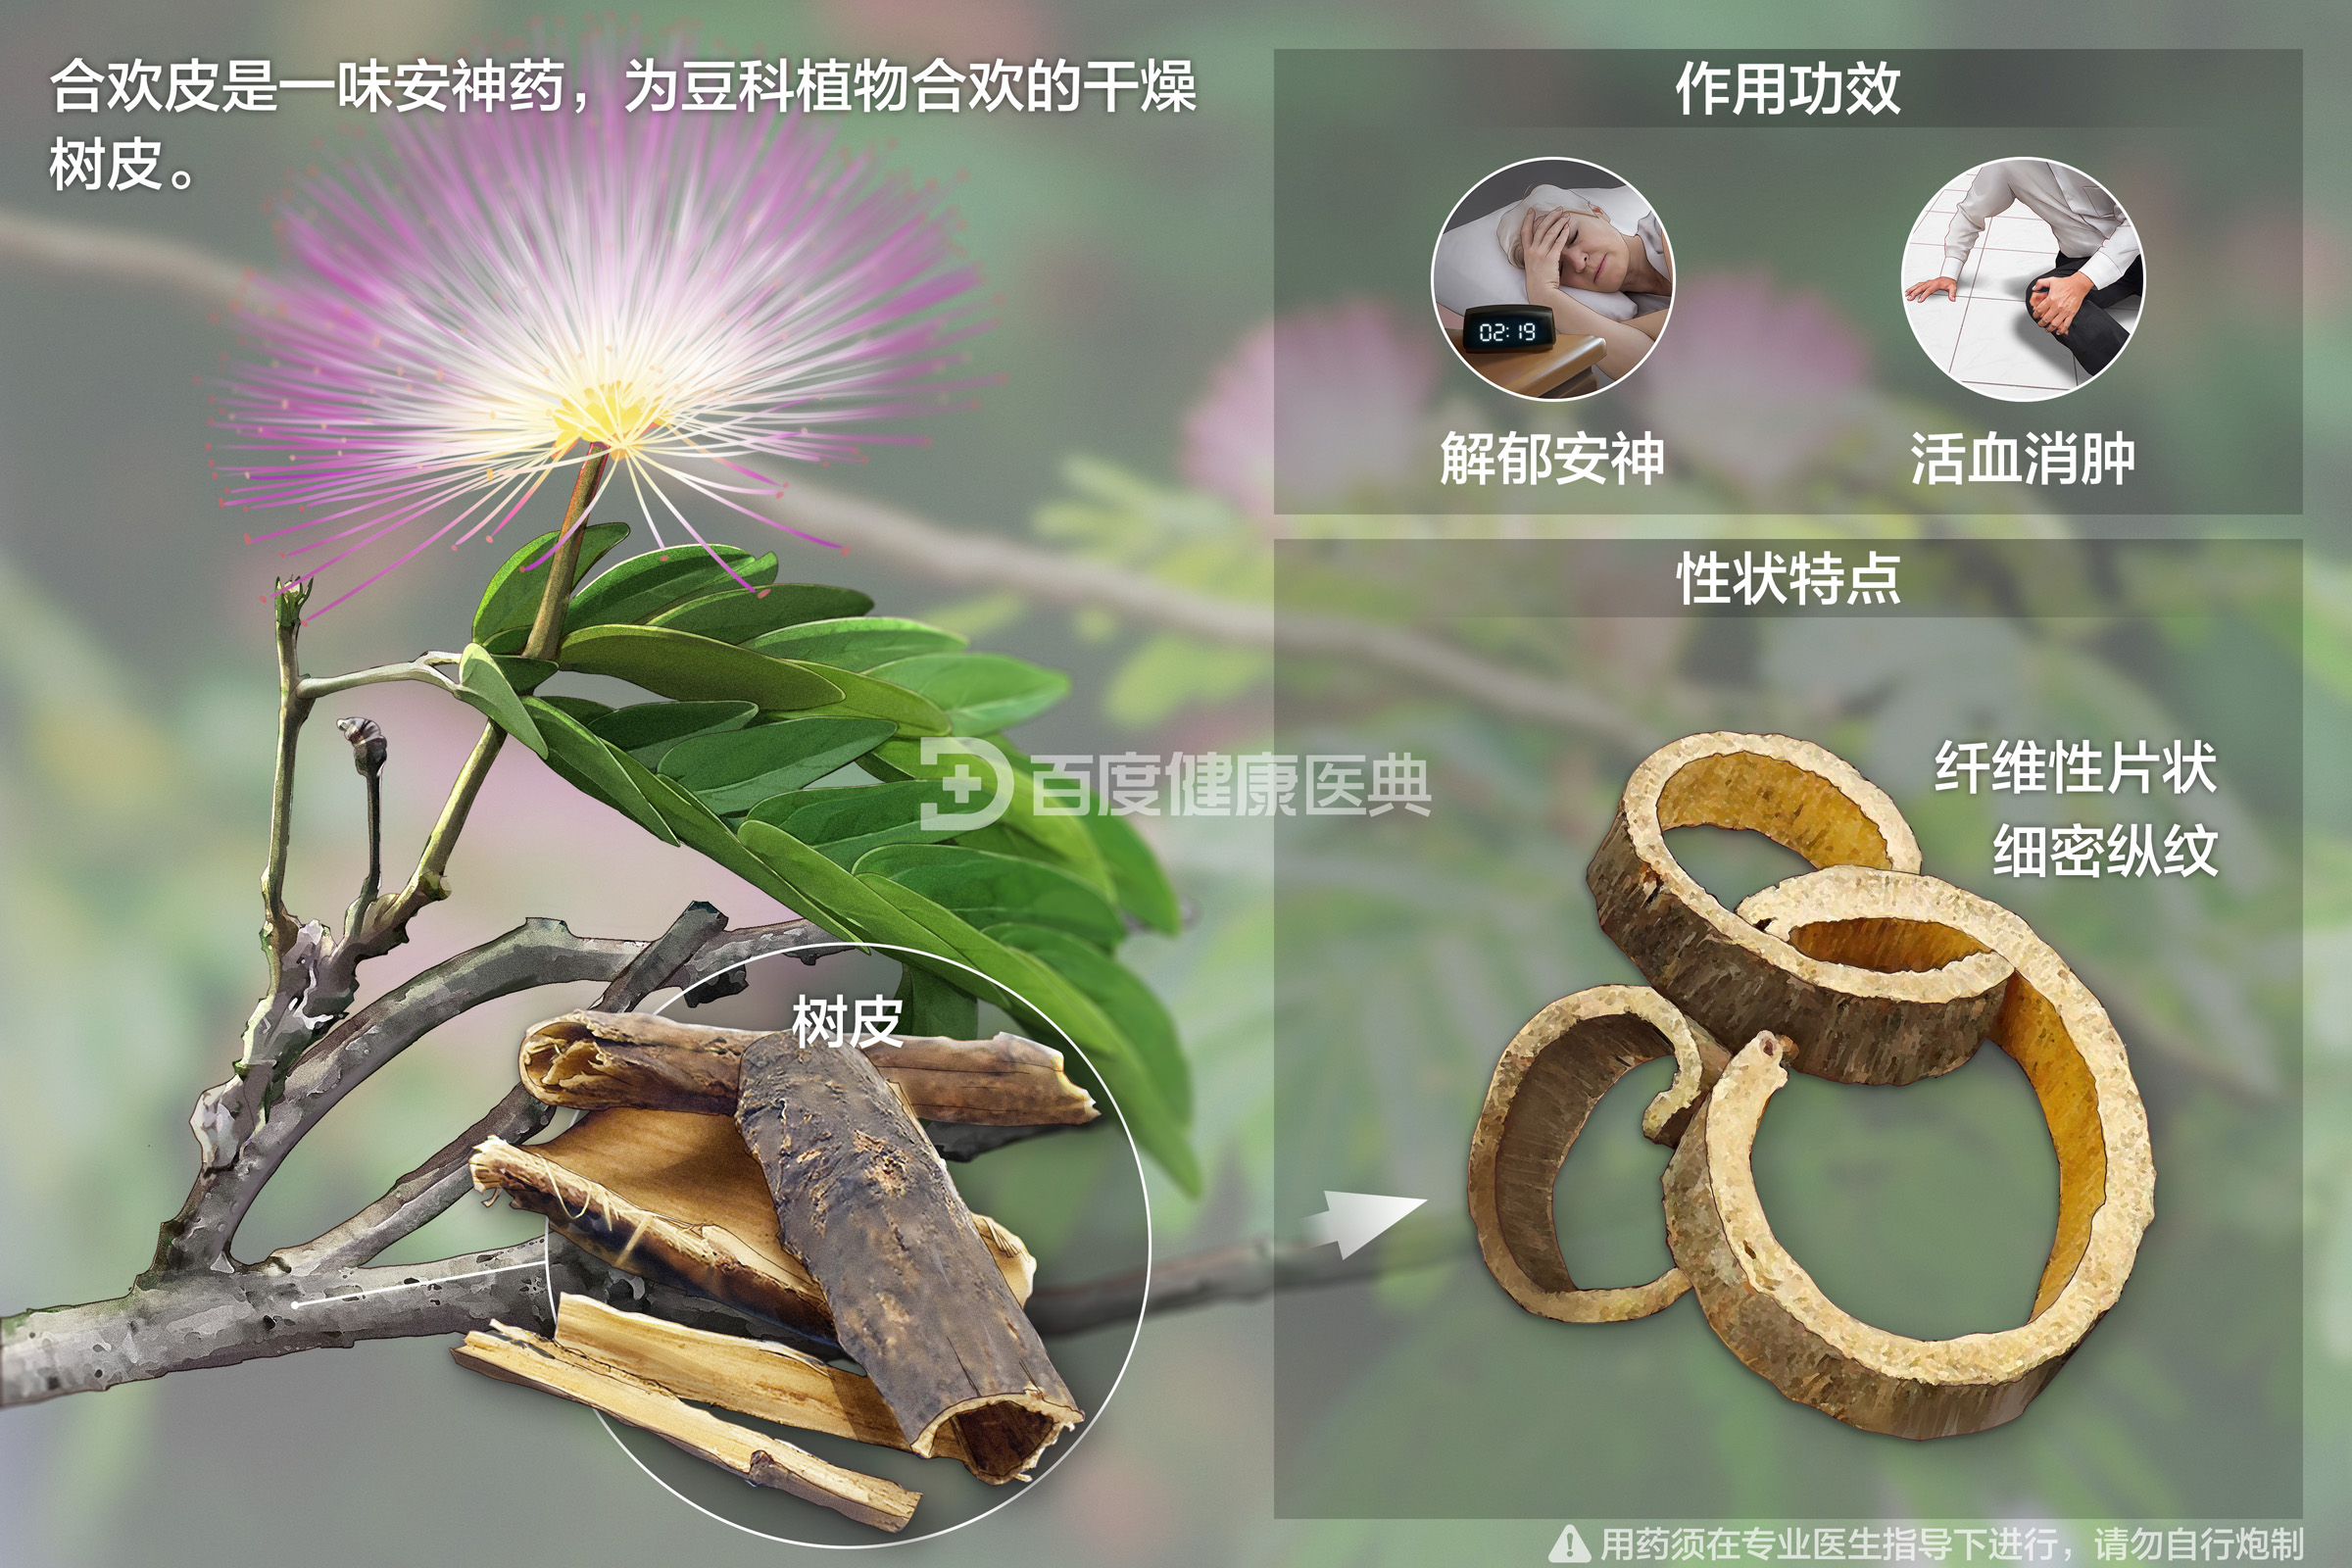 合欢皮是一味安神药，为豆科植物合欢的干燥
树皮。
作用功效
02:19
解郁安神
活血消肿
性状特点
纤维性片状
细密纵纹
百度健康医典
树皮
用药须在专业医生指导下进行，请勿自行炮制